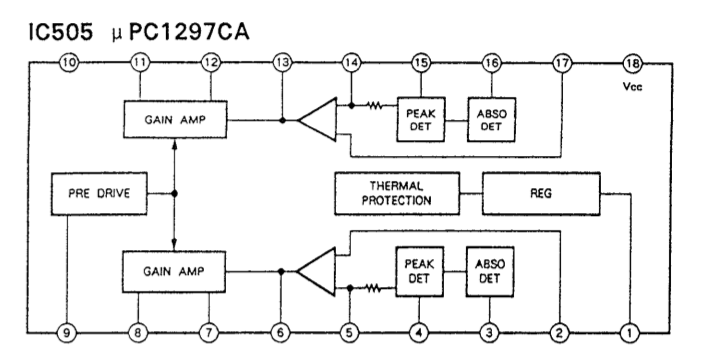 IC505 μPC1297CA
10 11 12 13 14 15 16 17 18
Vcc
GAIN AMP
PEAK
DET
ABSO
DET
PRE DRIVE
THERMAL
PROTECTION
REG
GAIN AMP
PEAK
DET
ABSO
DET
9 8 7 6 5 4 3 2 1